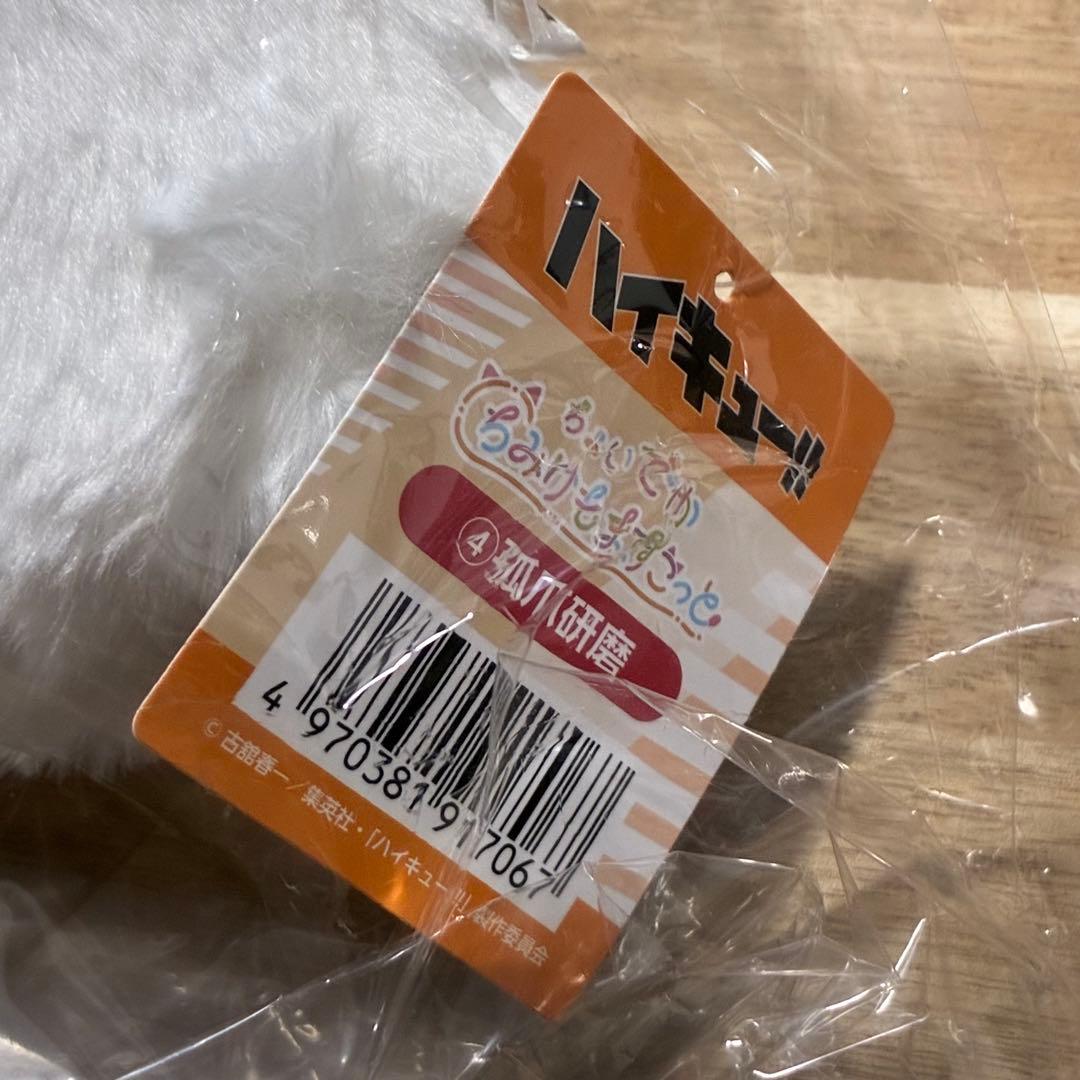 ハイキュー!!
ちょいでか
ちみけもますこっと
④孤爪研磨
4 970381 917067
©古舘春一／集英社・「ハイキュー!!」製作委員会